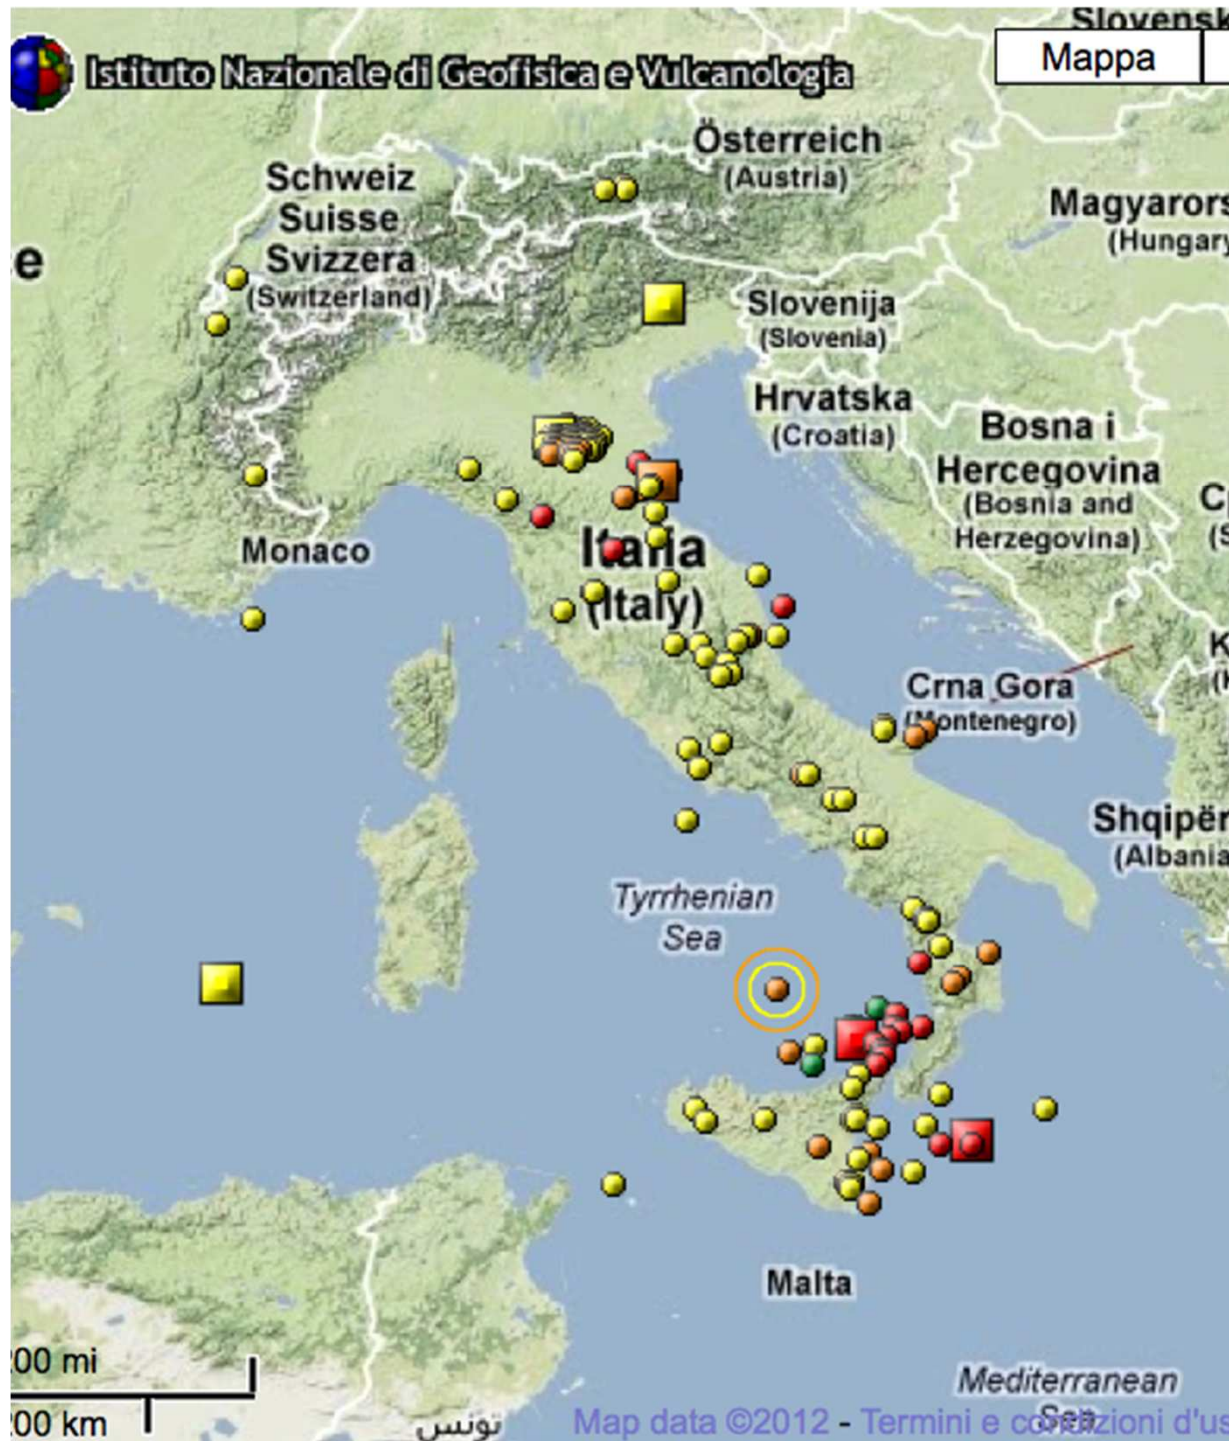 Slovensk
Istituto Nazionale di Geofisica e Vulcanologia
Mappa
Österreich
(Austria)
Schweiz
Suisse
Svizzera
(Switzerland)
Magyarors
(Hungary
e
Slovenija
(Slovenia)
Hrvatska
(Croatia)
Bosna i
Hercegovina
(Bosnia and
Herzegovina)
Monaco
Italia
(Italy)
Crna Gora
(Montenegro)
Shqipër
(Albania
Tyrrhenian
Sea
Malta
00 mi
00 km
Mediterranean
Sea
تونس
Map data ©2012 - Termini e condizioni d'us